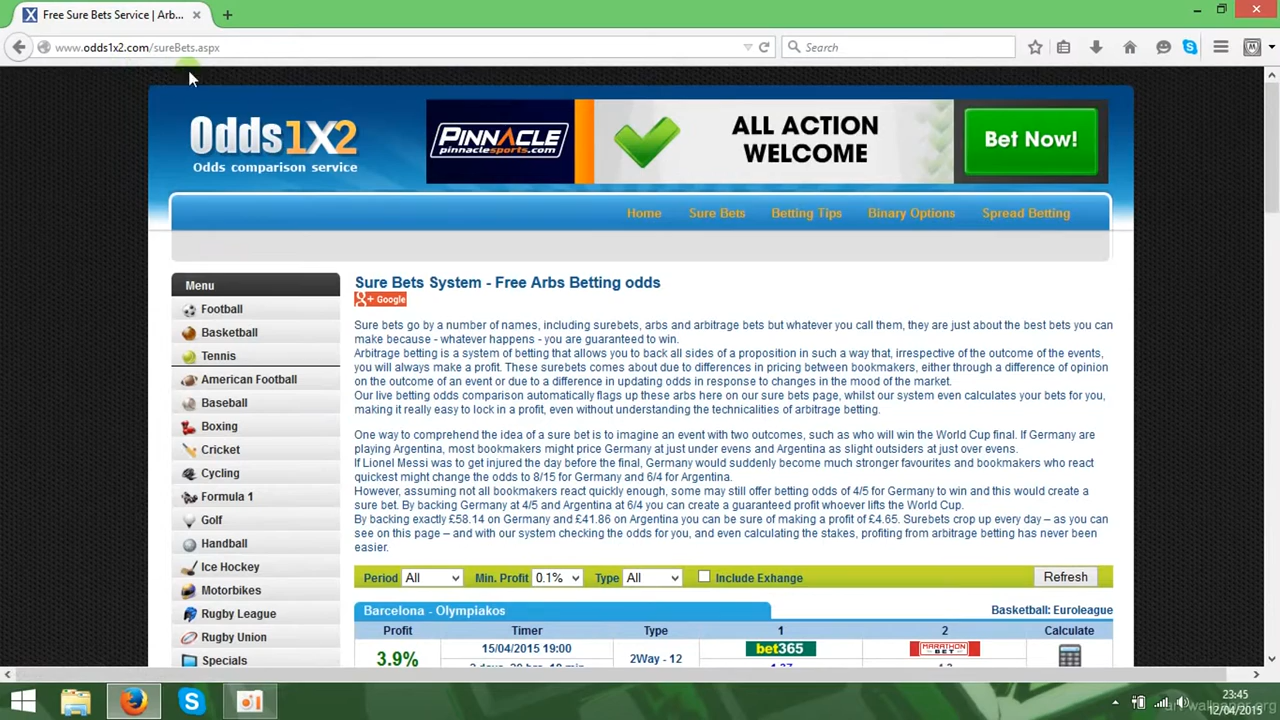 Free Sure Bets Service | Arb...
www.odds1x2.com/sureBets.aspx
Search
Odds1X2
Odds comparison service
PINNACLE
pinnaclesports.com
ALL ACTION
WELCOME
Bet Now!
Home
Sure Bets
Betting Tips
Binary Options
Spread Betting
Menu
Football
Basketball
Tennis
American Football
Baseball
Boxing
Cricket
Cycling
Formula 1
Golf
Handball
Ice Hockey
Motorbikes
Rugby League
Rugby Union
Specials
Sure Bets System - Free Arbs Betting odds
g+ Google
Sure bets go by a number of names, including surebets, arbs and arbitrage bets but whatever you call them, they are just about the best bets you can
make because - whatever happens - you are guaranteed to win.
Arbitrage betting is a system of betting that allows you to back all sides of a proposition in such a way that, irrespective of the outcome of the events,
you will always make a profit. These surebets comes about due to differences in pricing between bookmakers, either through a difference of opinion
on the outcome of an event or due to a difference in updating odds in response to changes in the mood of the market.
Our live betting odds comparison automatically flags up these arbs here on our sure bets page, whilst our system even calculates your bets for you,
making it really easy to lock in a profit, even without understanding the technicalities of arbitrage betting.
One way to comprehend the idea of a sure bet is to imagine an event with two outcomes, such as who will win the World Cup final. If Germany are
playing Argentina, most bookmakers might price Germany at just under evens and Argentina as slight outsiders at just over evens.
If Lionel Messi was to get injured the day before the final, Germany would suddenly become much stronger favourites and bookmakers who react
quickest might change the odds to 8/15 for Germany and 6/4 for Argentina.
However, assuming not all bookmakers react quickly enough, some may still offer betting odds of 4/5 for Germany to win and this would create a
sure bet. By backing Germany at 4/5 and Argentina at 6/4 you can create a guaranteed profit whoever lifts the World Cup.
By backing exactly £58.14 on Germany and £41.86 on Argentina you can be sure of making a profit of £4.65. Surebets crop up every day – as you can
see on this page – and with our system checking the odds for you, and even calculating the stakes, profiting from arbitrage betting has never been
easier.
Period All Min. Profit 0.1% Type All Include Exhange Refresh
Barcelona - Olympiakos Basketball: Euroleague
Profit Timer Type 1 2 Calculate
15/04/2015 19:00 bet365 MARATHON BET
3.9% 2Way - 12
23:45
12/04/2015